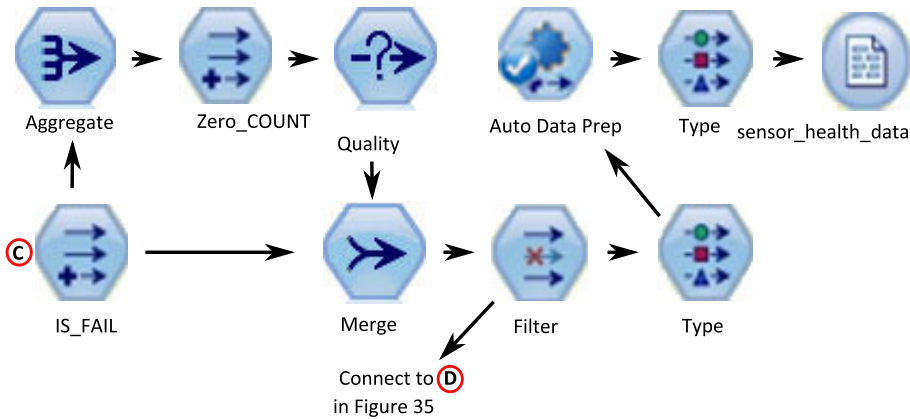 Aggregate
Zero_COUNT
Quality
Auto Data Prep
Type
sensor_health_data
C
IS_FAIL
Merge
Filter
Type
Connect to D
in Figure 35